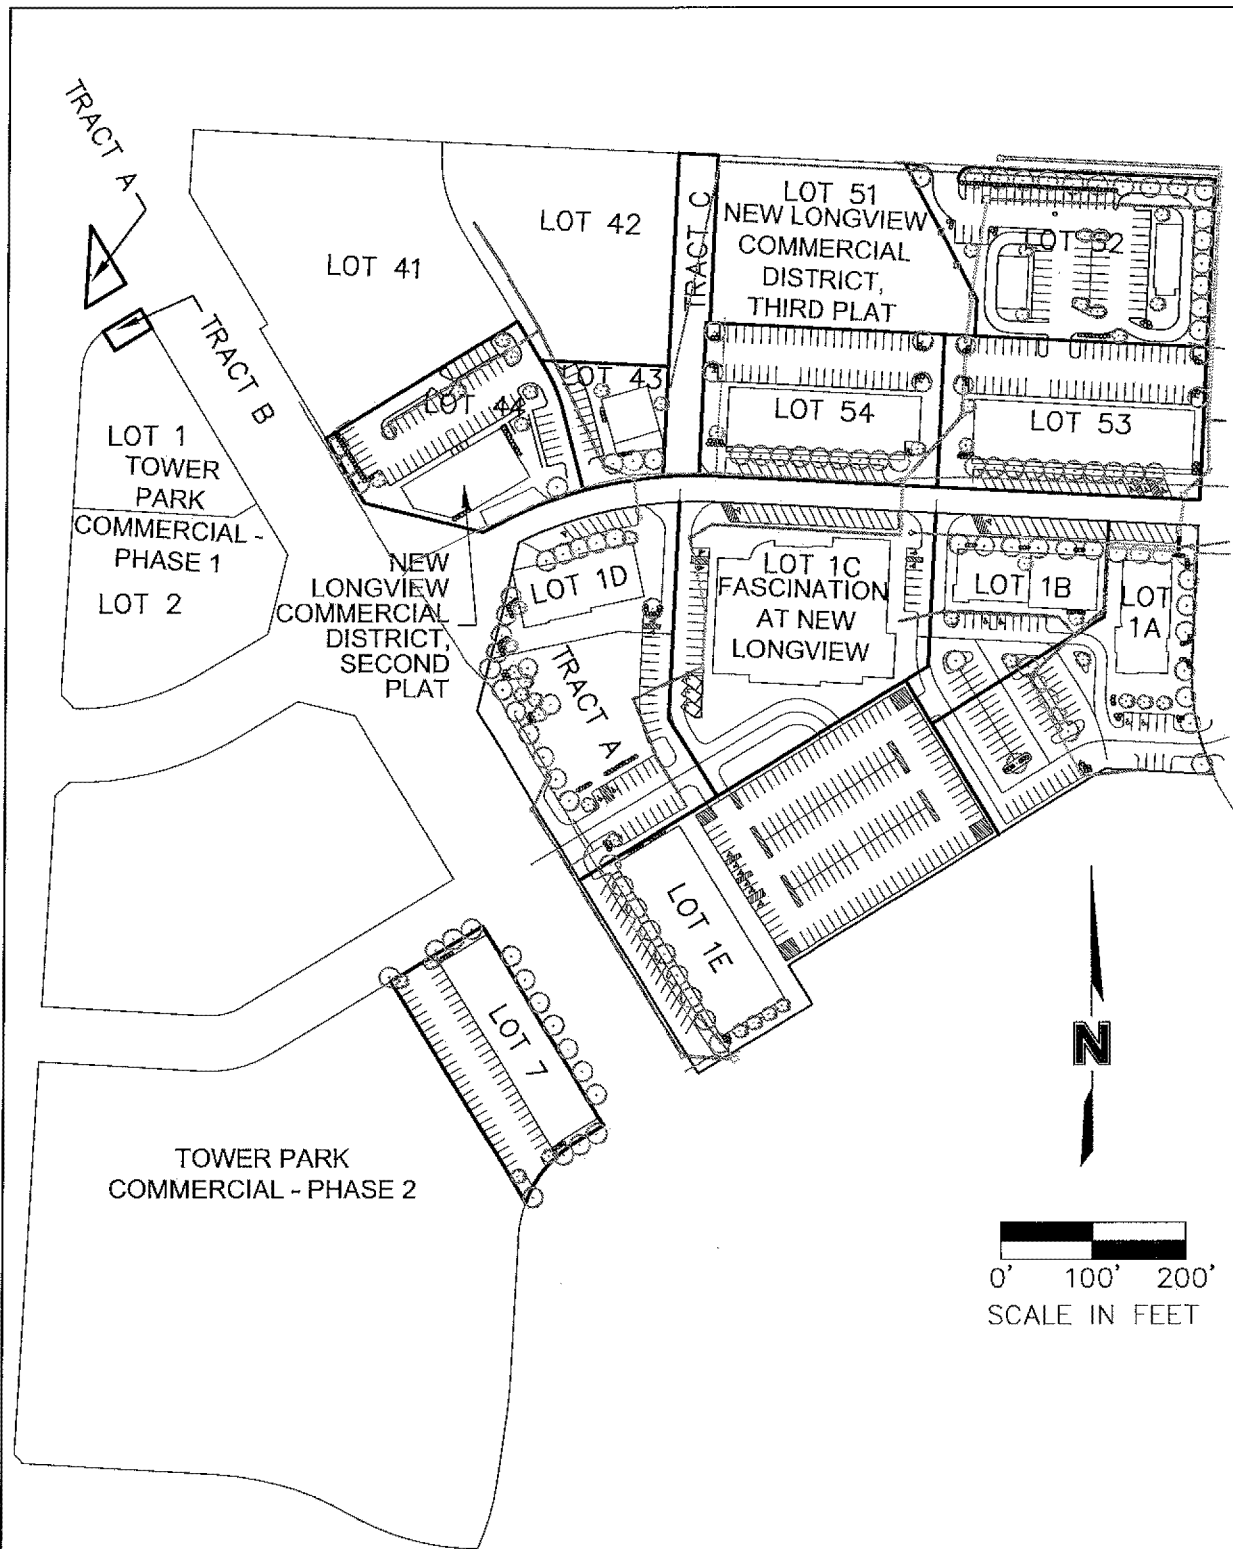 TRACT A
TRACT B
LOT 41
LOT 42
TRACT C
LOT 51
NEW LONGVIEW
COMMERCIAL
DISTRICT,
THIRD PLAT
LOT 52
LOT 43
LOT 44
LOT 54
LOT 53
LOT 1
TOWER
PARK
COMMERCIAL -
PHASE 1
LOT 2
NEW
LONGVIEW
COMMERCIAL
DISTRICT,
SECOND
PLAT
LOT 1D
LOT 1C
FASCINATION
AT NEW
LONGVIEW
LOT 1B
LOT
1A
TRACT A
LOT 1E
LOT 7
N
TOWER PARK
COMMERCIAL - PHASE 2
0' 100' 200'
SCALE IN FEET